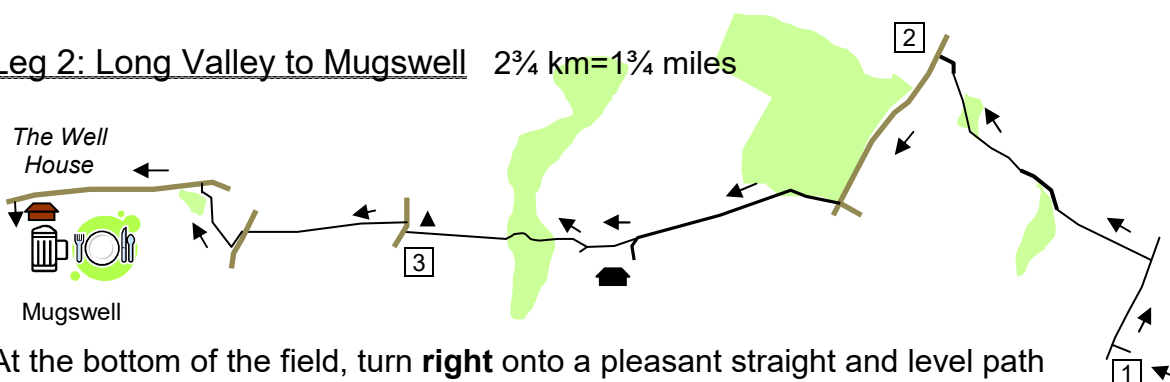 Leg 2: Long Valley to Mugswell 2¾ km=1¾ miles
2
The Well
House
3
Mugswell
1
At the bottom of the field, turn right onto a pleasant straight and level path